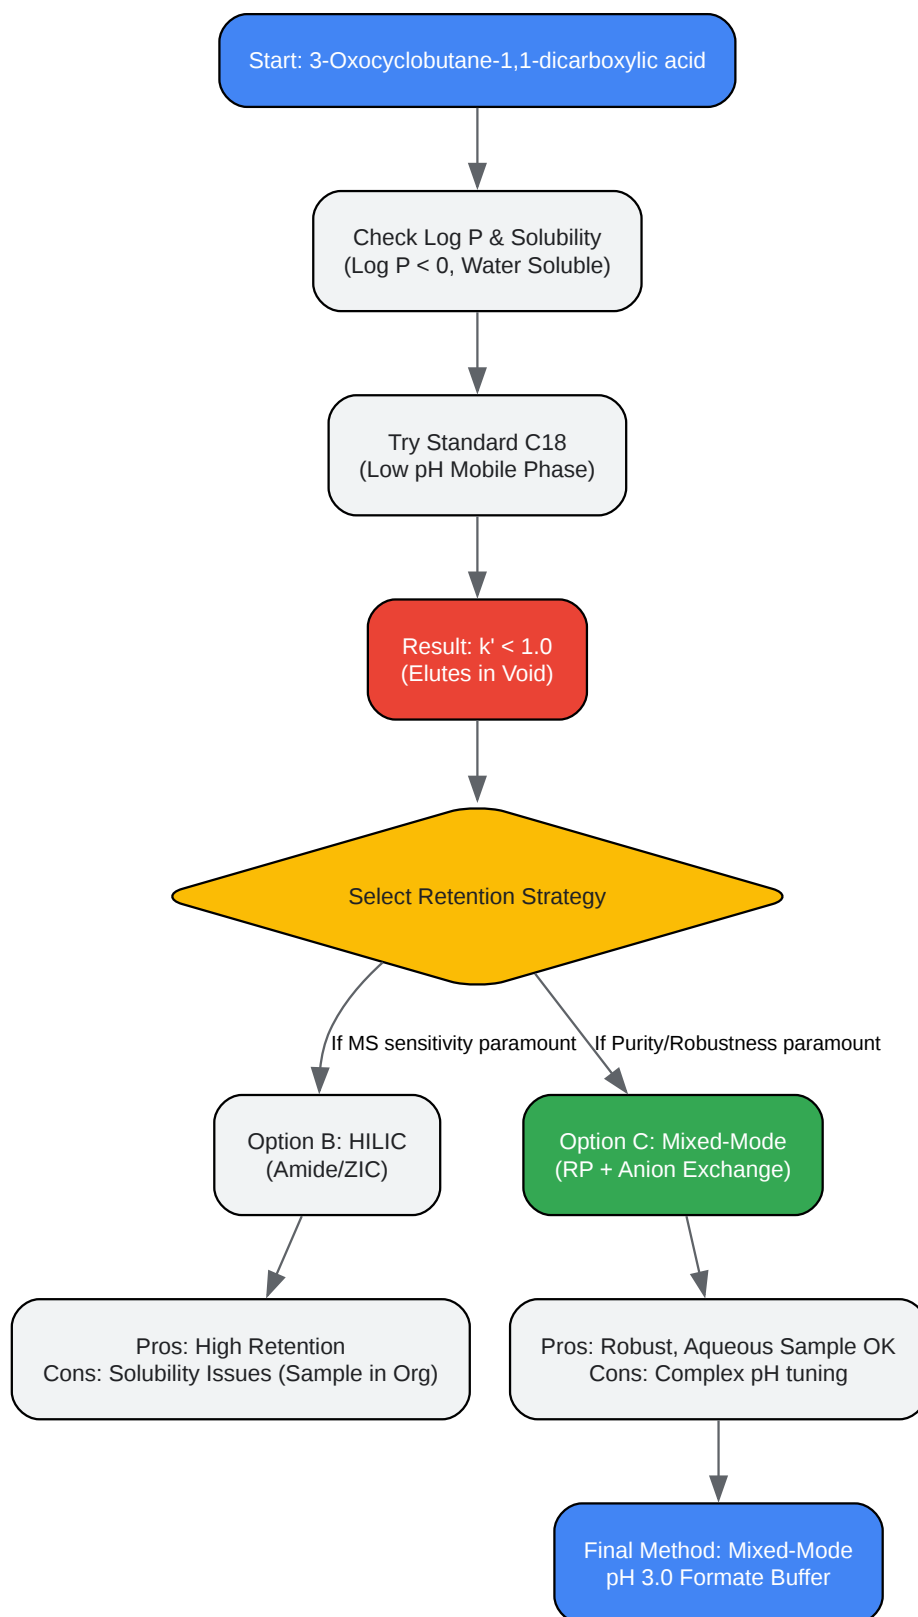 Start: 3-Oxocyclobutane-1,1-dicarboxylic acid
Check Log P & Solubility
(Log P < 0, Water Soluble)
Try Standard C18
(Low pH Mobile Phase)
Result: k' < 1.0
(Elutes in Void)
Select Retention Strategy
If MS sensitivity paramount
If Purity/Robustness paramount
Option B: HILIC
(Amide/ZIC)
Option C: Mixed-Mode
(RP + Anion Exchange)
Pros: High Retention
Cons: Solubility Issues (Sample in Org)
Pros: Robust, Aqueous Sample OK
Cons: Complex pH tuning
Final Method: Mixed-Mode
pH 3.0 Formate Buffer